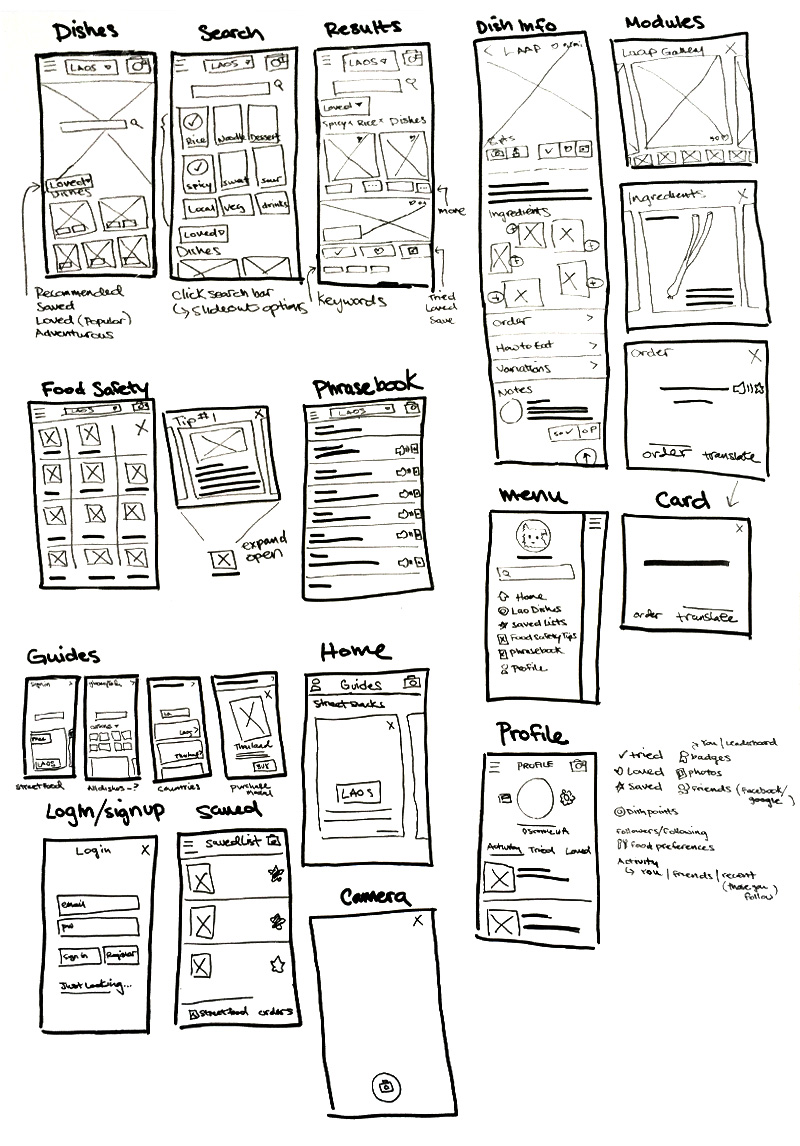 Dishes
LAOS
Loved
Dishes
Recommended
Saved
Loved (Popular)
Adventurous
Search
LAOS
Rice
Noodle
Dessert
Spicy
Sweet
Sour
Local
Veg
drinks
Loved
Dishes
click search bar
↳ slideout options
Results
LAOS
Loved
Spicy × Rice × Dishes
more
Keywords
Tried
Loved
Save
Dish Info
LAAP
Ingredients
Order >
How to Eat >
Variations >
Notes
Modules
Laap Gallery X
Ingredients X
Order X
order translate
Card
X
order translate
Food Safety
LAOS
X
Tip #1 X
expand
open
Phrasebook
LAOS
menu
Home
Lao Dishes
Saved Lists
Food Safety Tips
Phrasebook
Profile
Guides
Sign in >
LAOS
street food
All dishes - ?
Laos >
Thailand?
countries
X
Thailand
BUY
purchase
modal
Home
Guides
Street Snacks
X
LAOS
Profile
PROFILE
Activity Tried Loved
✓ tried
Loved
Saved
> You / Leaderboard
badges
photos
Friends (Facebook/
google)
Dishpoints
Followers/following
Food preferences
Activity
↳ You / Friends / recent
(those you
follow)
LogIn/signup
Login X
email
pw
Sign in
Register
Just Looking...
Saved
Saved List
street food orders
Camera
X